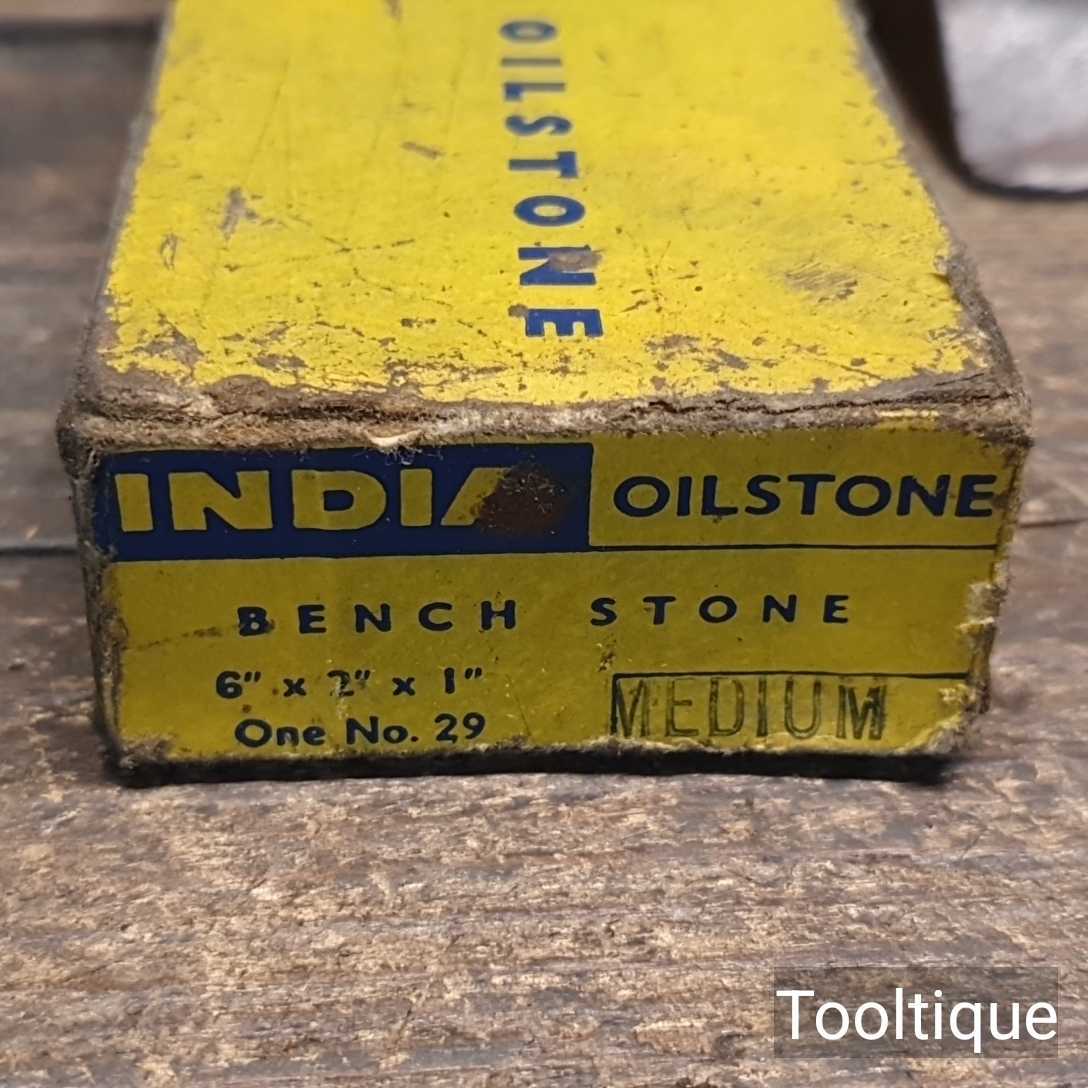 OILSTONE
INDIA OILSTONE
BENCH STONE
6" x 2" x 1"
One No. 29
MEDIUM
Tooltique